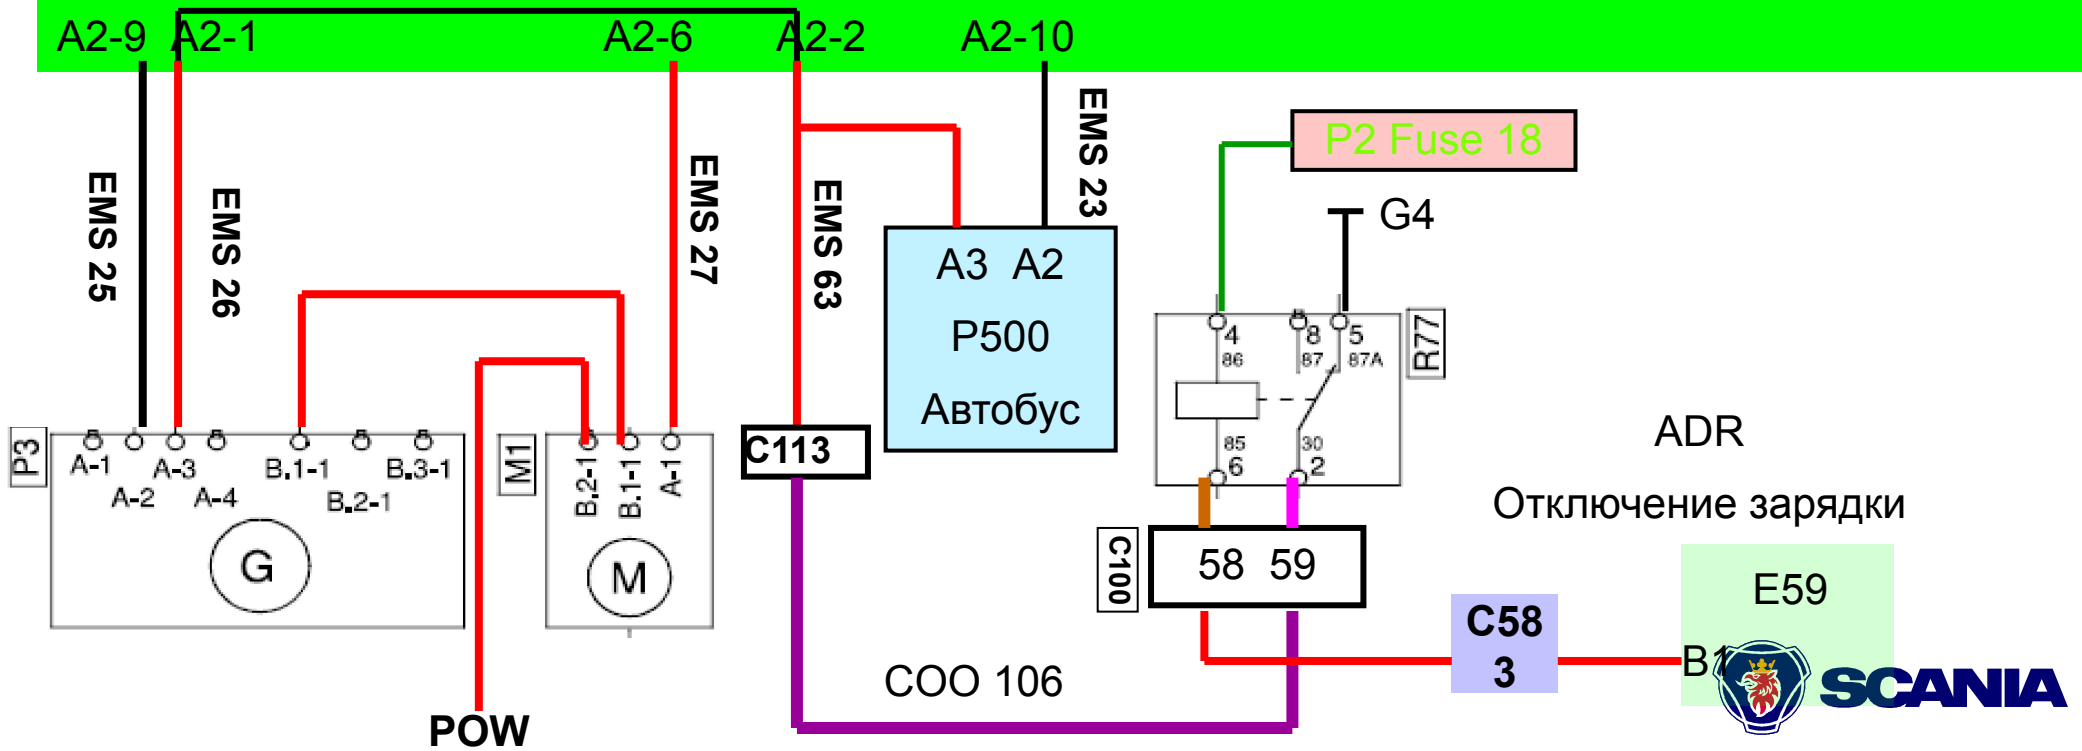 A2-9 A2-1 A2-6 A2-2 A2-10
EMS 25
EMS 26
EMS 27
EMS 63
EMS 23
P2 Fuse 18
G4
A3 A2
P500
Автобус
4 8 5
86 87 87A
R77
85 30
6 2
P3
A-1 A-3 B.1-1 B.3-1
A-2 A-4 B.2-1
G
M1
B.2-1 B.1-1 A-1
M
C113
ADR
Отключение зарядки
C100
58 59
E59
C58
3
B1
COO 106
SCANIA
POW